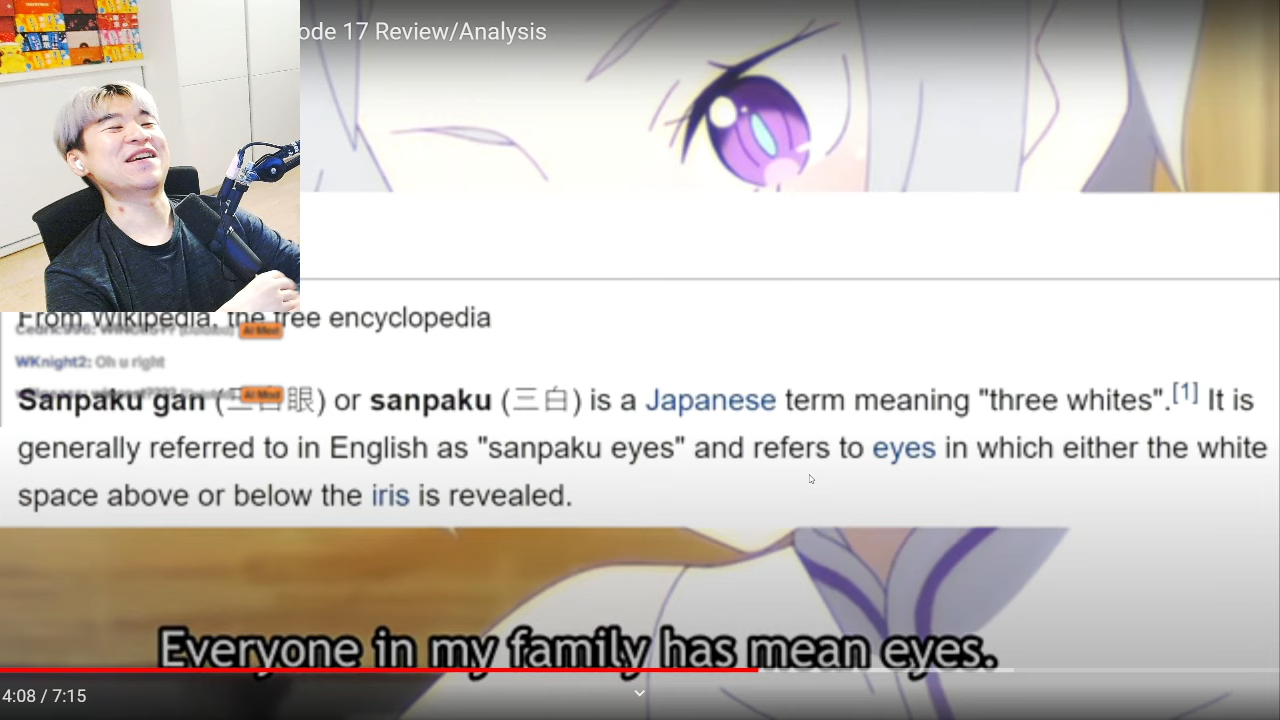 ode 17 Review/Analysis
From Wikipedia, the free encyclopedia
WKnight2: Oh u right
Sanpaku gan (三白眼) or sanpaku (三白) is a Japanese term meaning "three whites".[1] It is
generally referred to in English as "sanpaku eyes" and refers to eyes in which either the white
space above or below the iris is revealed.
Everyone in my family has mean eyes.
4:08 / 7:15